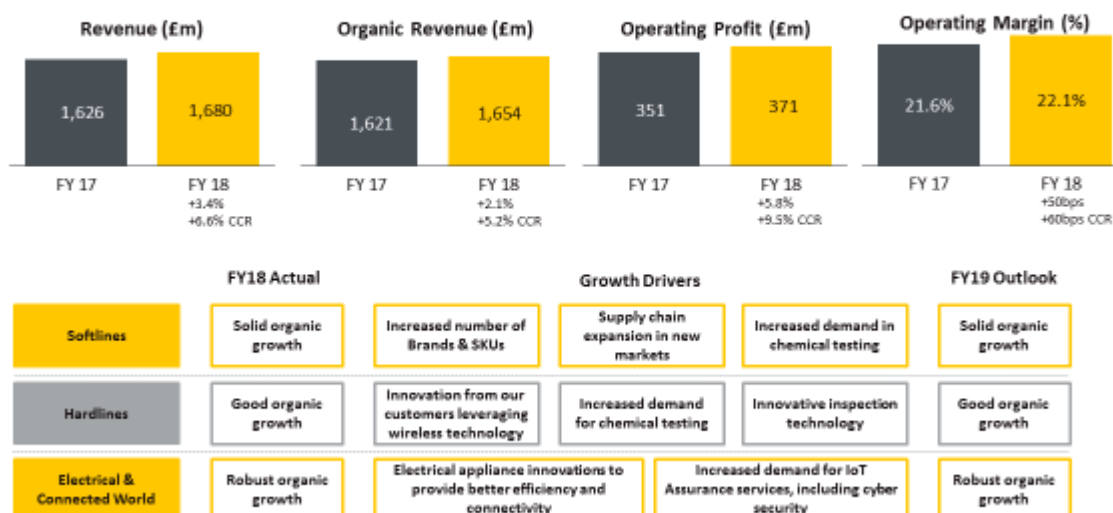 Revenue (£m)
Organic Revenue (£m)
Operating Profit (£m)
Operating Margin (%)
1,626
1,680
1,621
1,654
351
371
21.6%
22.1%
FY 17
FY 18
+3.4%
+6.6% CCR
FY 17
FY 18
+2.1%
+5.2% CCR
FY 17
FY 18
+5.8%
+9.5% CCR
FY 17
FY 18
+50bps
+60bps CCR
FY18 Actual
Growth Drivers
FY19 Outlook
Softlines
Solid organic
growth
Increased number of
Brands & SKUs
Supply chain
expansion in new
markets
Increased demand in
chemical testing
Solid organic
growth
Hardlines
Good organic
growth
Innovation from our
customers leveraging
wireless technology
Increased demand
for chemical testing
Innovative inspection
technology
Good organic
growth
Electrical &
Connected World
Robust organic
growth
Electrical appliance innovations to
provide better efficiency and
connectivity
Increased demand for IoT
Assurance services, including cyber
security
Robust organic
growth